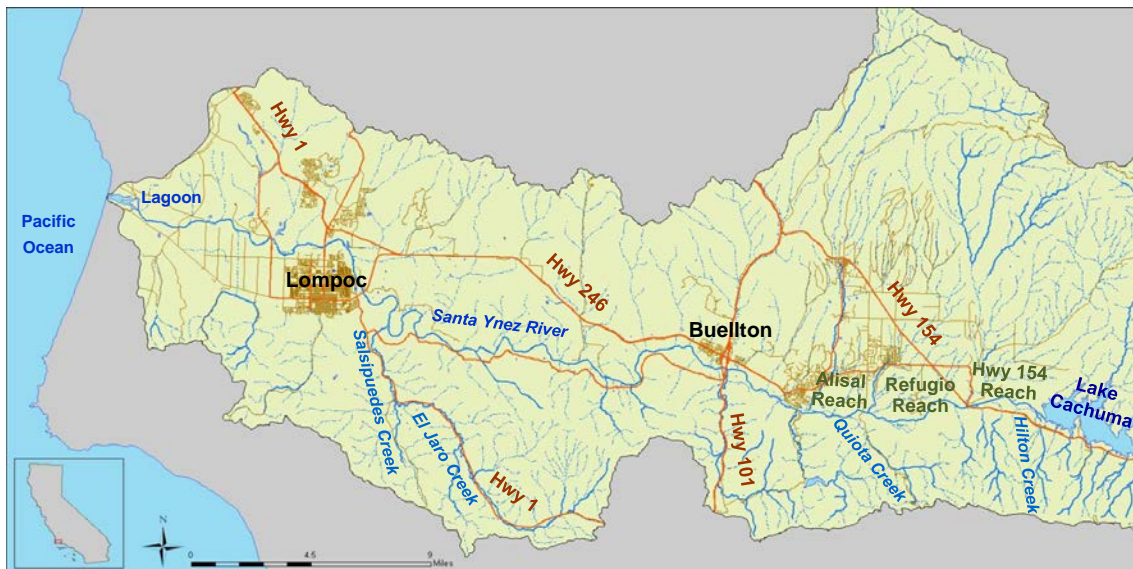 Hwy 1
Lagoon
Pacific
Ocean
Lompoc
Hwy 246
Hwy 154
Santa Ynez River
Buellton
Salsipuedes Creek
El Jaro Creek
Hwy 1
Hwy 101
Alisal
Reach
Refugio
Reach
Hwy 154
Reach
Lake
Cachuma
Quiota Creek
Hilton Creek
N
0 4.5 9
Miles